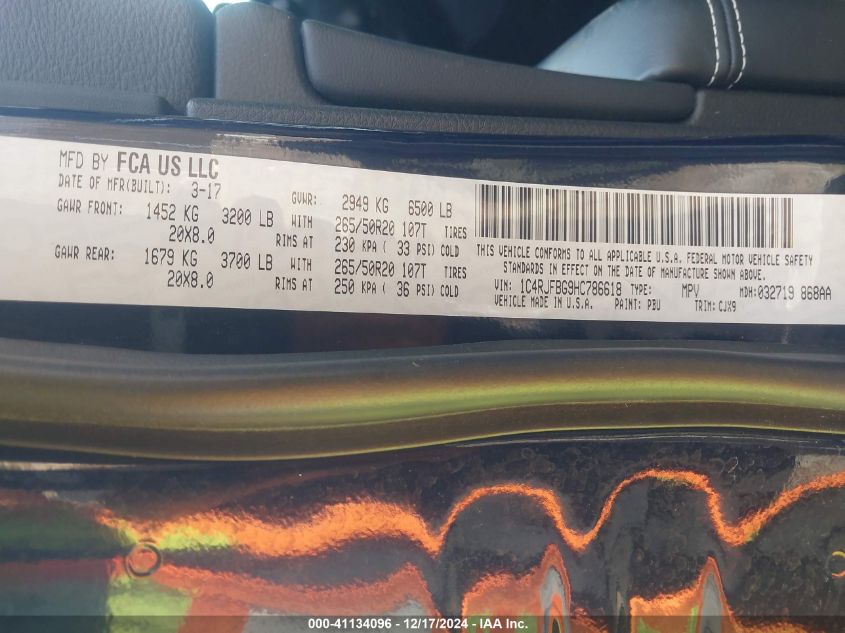 MFD BY FCA US LLC
DATE OF MFR(BUILT): 3-17 GVWR: 2949 KG 6500 LB
GAWR FRONT: 1452 KG 3200 LB WITH 265/50R20 107T TIRES
20X8.0 RIMS AT 230 KPA ( 33 PSI) COLD
GAWR REAR: 1679 KG 3700 LB WITH 265/50R20 107T TIRES
20X8.0 RIMS AT 250 KPA ( 36 PSI) COLD
THIS VEHICLE CONFORMS TO ALL APPLICABLE U.S.A. FEDERAL MOTOR VEHICLE SAFETY
STANDARDS IN EFFECT ON THE DATE OF MANUFACTURE SHOWN ABOVE.
VIN: 1C4RJFBG9HC786618 TYPE: MPV MDH: 032719 868AA
VEHICLE MADE IN U.S.A. PAINT: PBU TRIM: CJX9
000-41134096 - 12/17/2024 - IAA Inc.